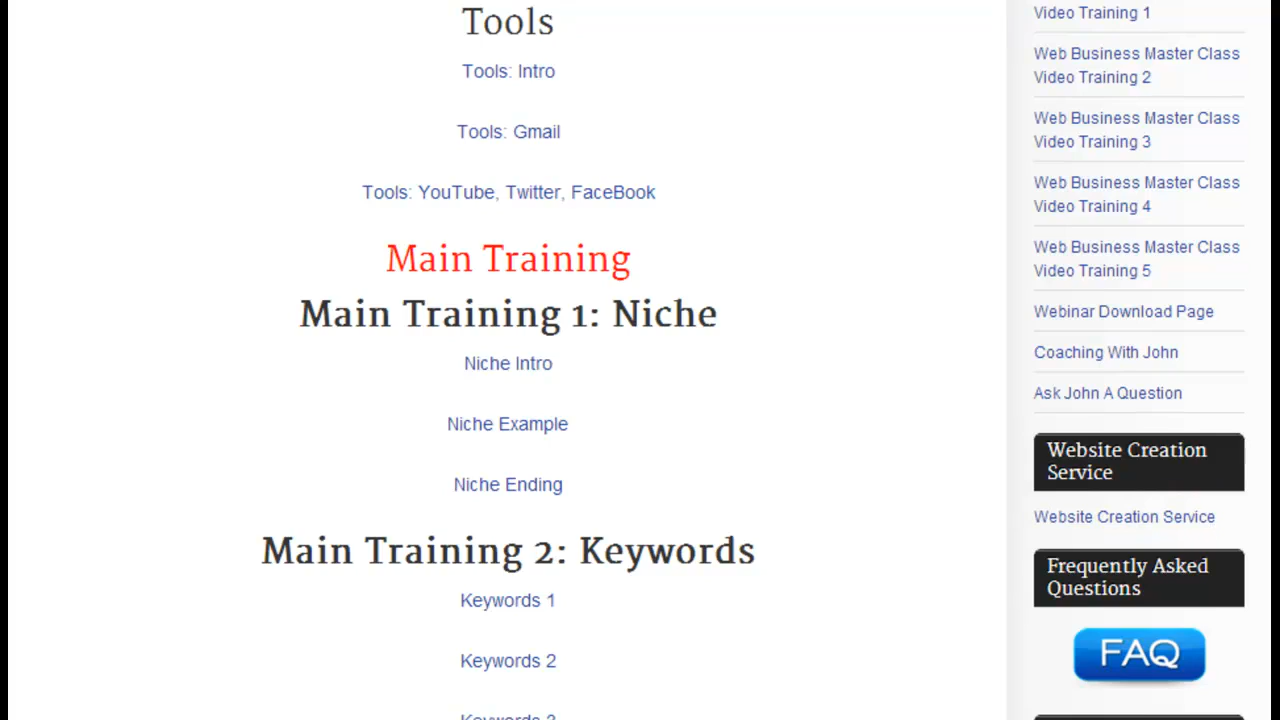 Tools
Tools: Intro
Tools: Gmail
Tools: YouTube, Twitter, FaceBook
Main Training
Main Training 1: Niche
Niche Intro
Niche Example
Niche Ending
Main Training 2: Keywords
Keywords 1
Keywords 2
Keywords 3
Video Training 1
Web Business Master Class
Video Training 2
Web Business Master Class
Video Training 3
Web Business Master Class
Video Training 4
Web Business Master Class
Video Training 5
Webinar Download Page
Coaching With John
Ask John A Question
Website Creation
Service
Website Creation Service
Frequently Asked
Questions
FAQ